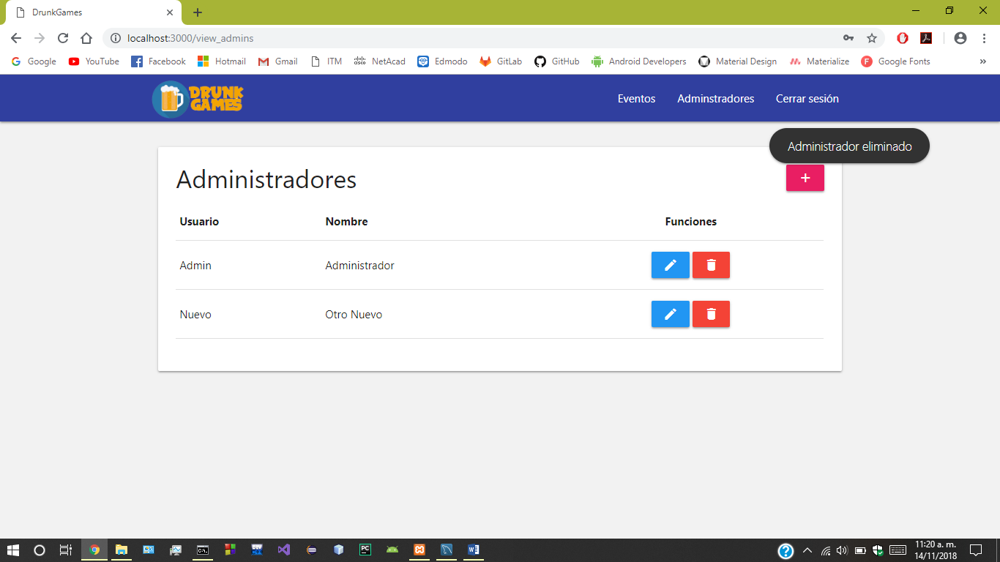 DrunkGames
localhost:3000/view_admins
Google YouTube Facebook Hotmail Gmail ITM NetAcad Edmodo GitLab GitHub Android Developers Material Design Materialize Google Fonts »
DRUNK
GAMES
Eventos Adminstradores Cerrar sesión
Administrador eliminado
Administradores
+
Usuario Nombre Funciones
Admin Administrador
Nuevo Otro Nuevo
11:20 a. m.
14/11/2018